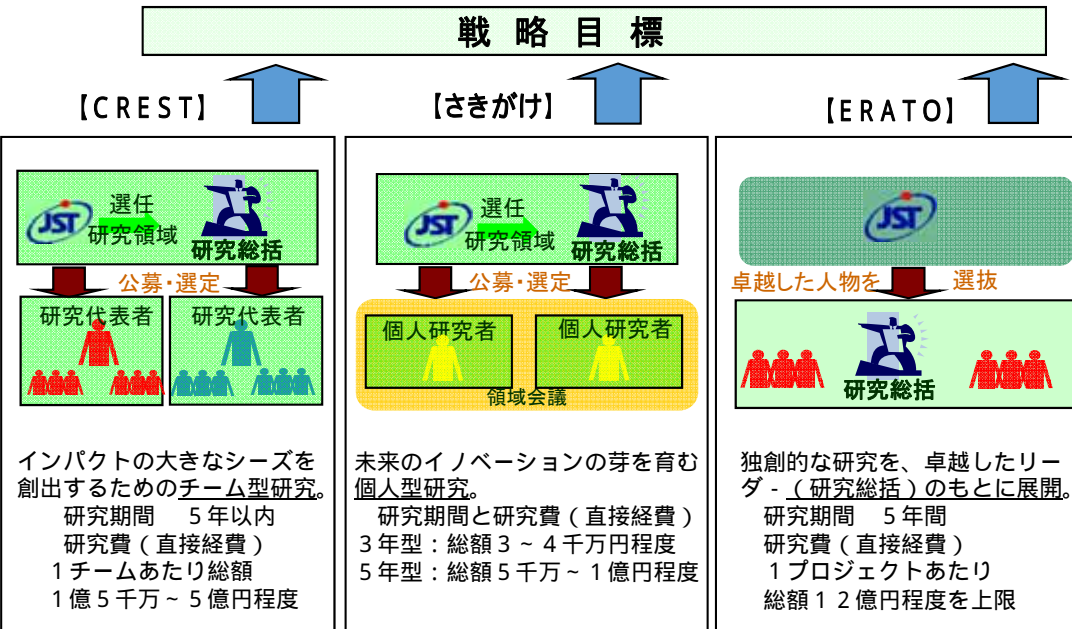 戦略目標
【CREST】
JST
選任
研究領域
研究総括
公募・選定
研究代表者
研究代表者
インパクトの大きなシーズを
創出するためのチーム型研究。
研究期間 5年以内
研究費(直接経費)
1チームあたり総額
1億5千万~5億円程度
【さきがけ】
JST
選任
研究領域
研究総括
公募・選定
個人研究者
個人研究者
領域会議
未来のイノベーションの芽を育む
個人型研究。
研究期間と研究費(直接経費)
3年型:総額3~4千万円程度
5年型:総額5千万~1億円程度
【ERATO】
JST
卓越した人物を 選抜
研究総括
独創的な研究を、卓越したリー
ダ-(研究総括)のもとに展開。
研究期間 5年間
研究費(直接経費)
1プロジェクトあたり
総額12億円程度を上限